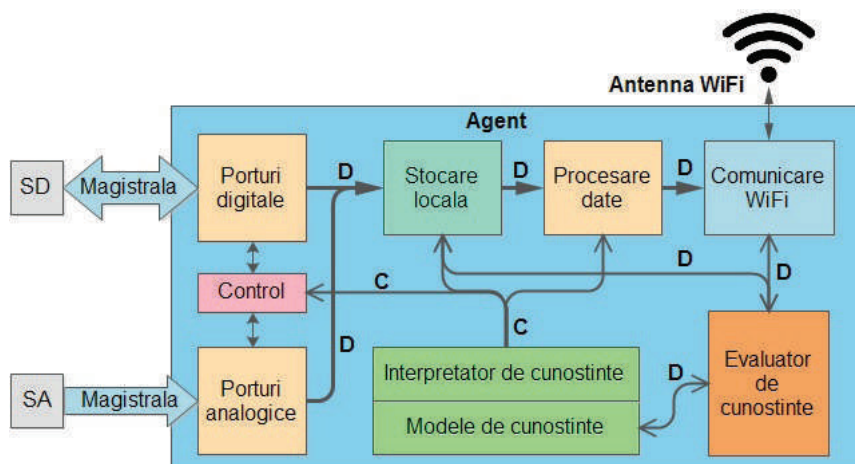 Antenna WiFi
Agent
SD
Magistrala
Porturi
digitale
D
Stocare
locala
D
Procesare
date
D
Comunicare
WiFi
Control
C
D
D
SA
Magistrala
Porturi
analogice
D
C
Interpretator de cunostinte
Modele de cunostinte
D
Evaluator
de
cunostinte